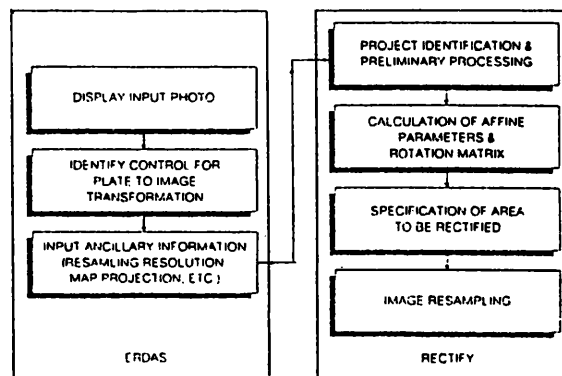 DISPLAY INPUT PHOTO
IDENTIFY CONTROL FOR
PLATE TO IMAGE
TRANSFORMATION
INPUT ANCILLARY INFORMATION
(RESAMLING RESOLUTION
MAP PROJECTION, ETC.)
ERDAS
PROJECT IDENTIFICATION &
PRELIMINARY PROCESSING
CALCULATION OF AFFINE
PARAMETERS &
ROTATION MATRIX
SPECIFICATION OF AREA
TO BE RECTIFIED
IMAGE RESAMPLING
RECTIFY